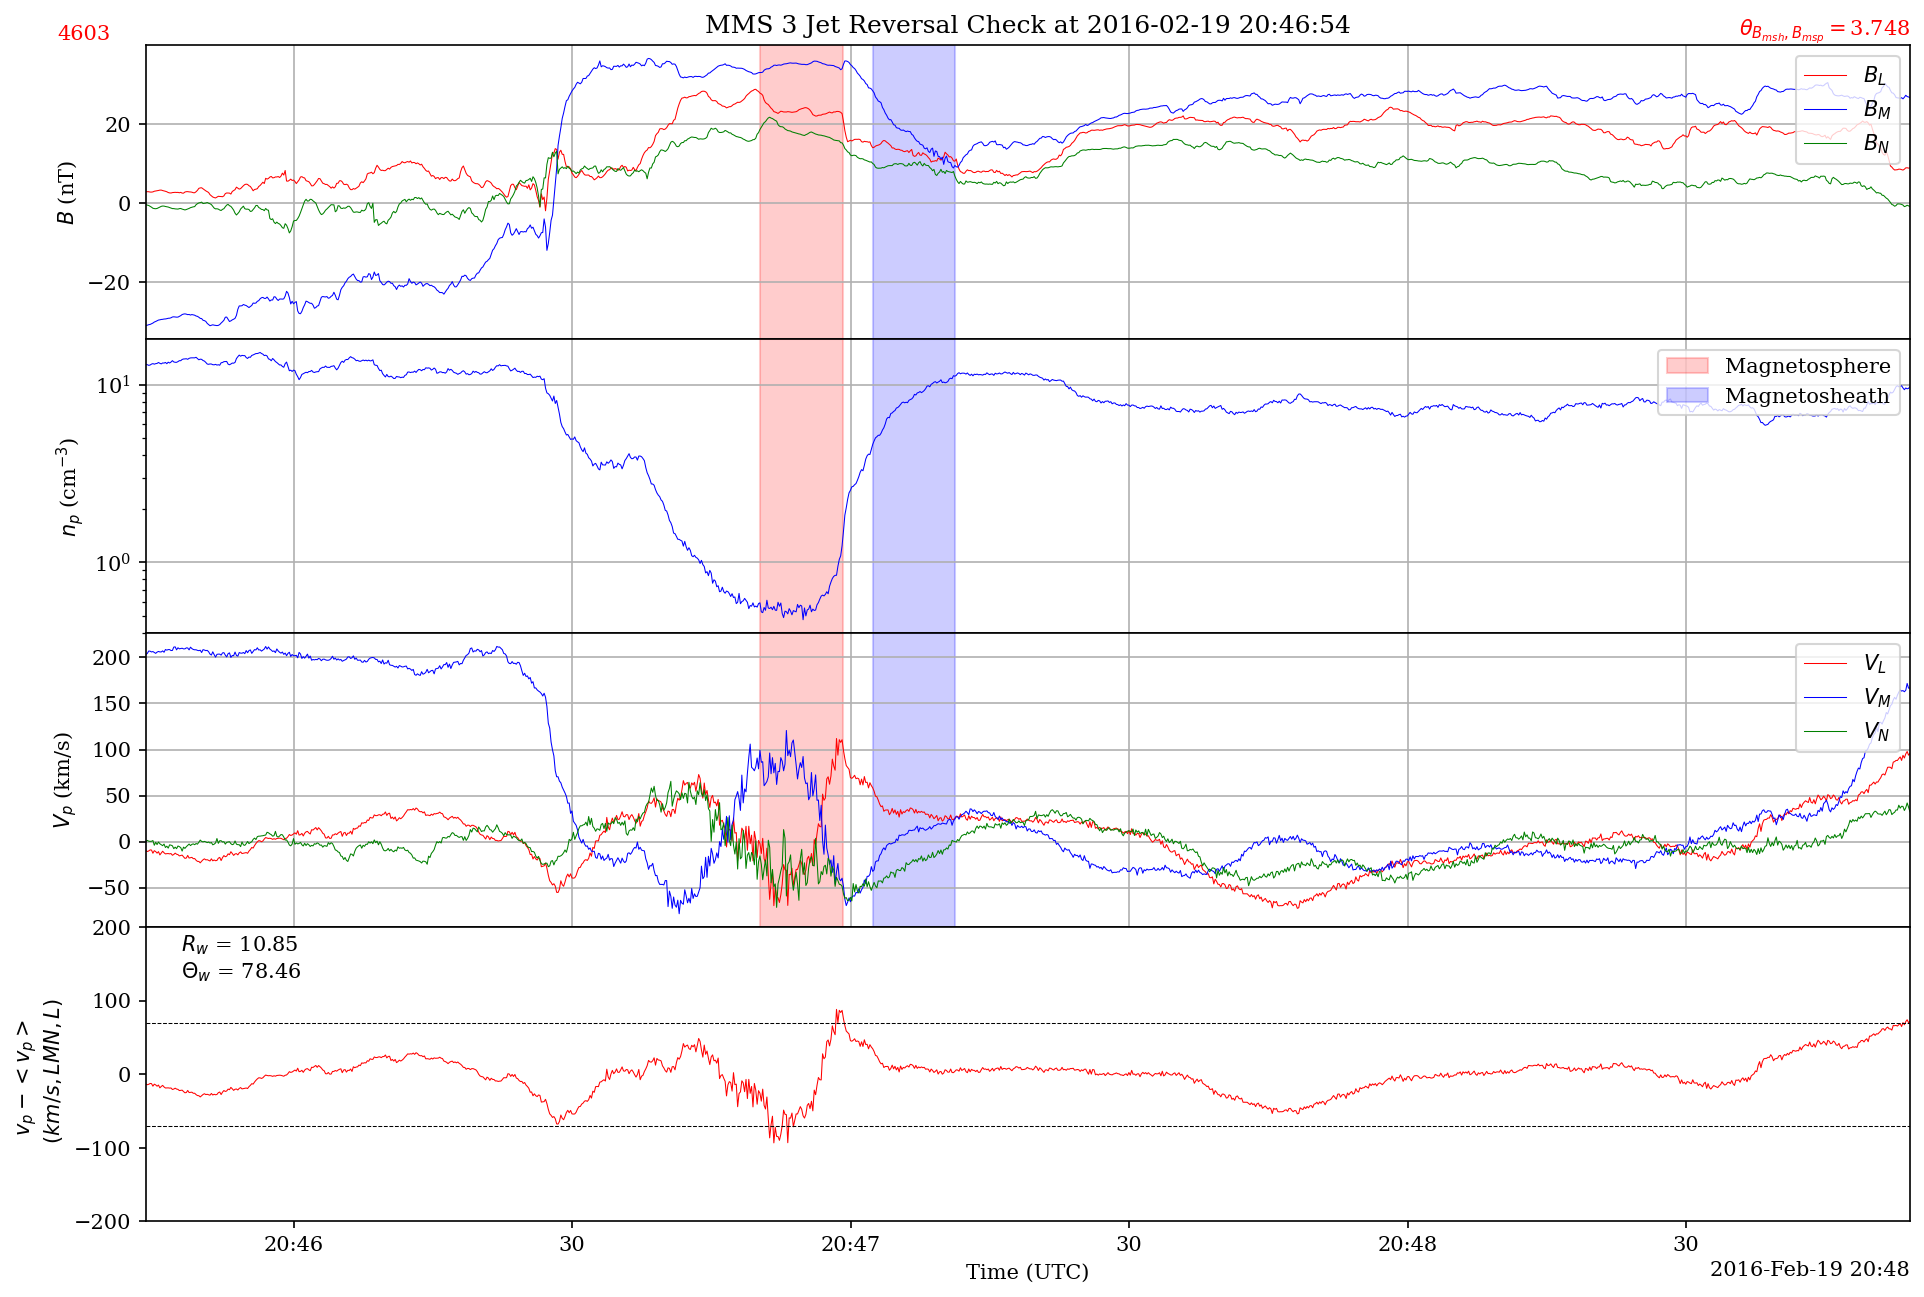 4603
MMS 3 Jet Reversal Check at 2016-02-19 20:46:54
θ_{B_{msh}, B_{msp}} = 3.748
B (nT)
20
0
−20
B_L
B_M
B_N
n_p (cm^{−3})
10^1
10^0
Magnetosphere
Magnetosheath
V_p (km/s)
200
150
100
50
0
−50
V_L
V_M
V_N
v_p − < v_p >
(km/s, LMN, L)
200
100
0
−100
−200
R_w = 10.85
Θ_w = 78.46
20:46
30
20:47
30
20:48
30
Time (UTC)
2016-Feb-19 20:48